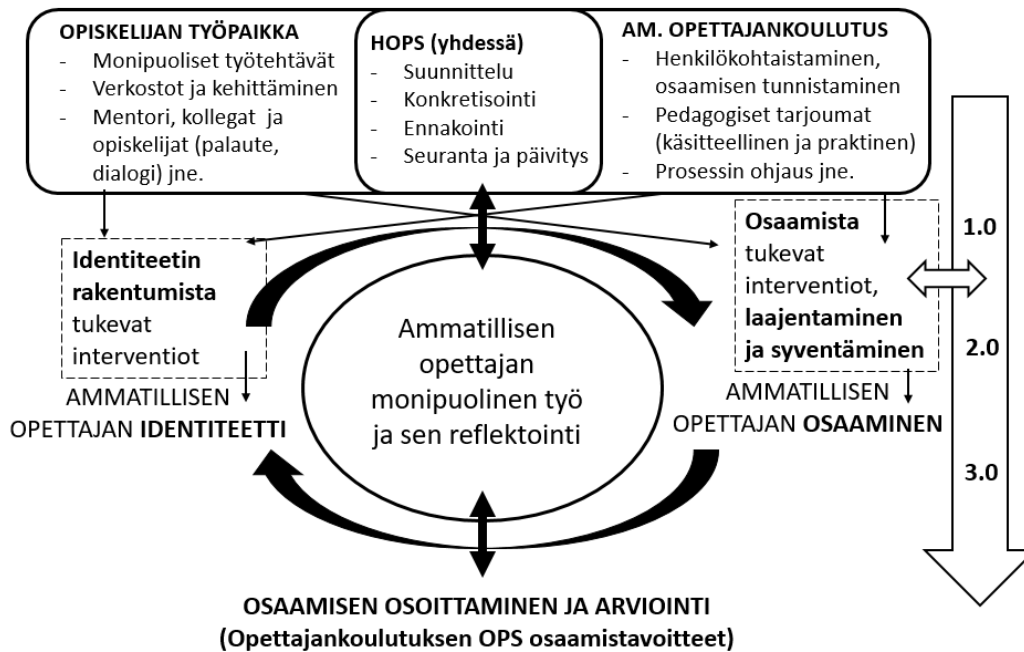 OPISKELIJAN TYÖPAIKKA
- Monipuoliset työtehtävät
- Verkostot ja kehittäminen
- Mentori, kollegat ja
opiskelijat (palaute,
dialogi) jne.
HOPS (yhdessä)
- Suunnittelu
- Konkretisointi
- Ennakointi
- Seuranta ja päivitys
AM. OPETTAJANKOULUTUS
- Henkilökohtaistaminen,
osaamisen tunnistaminen
- Pedagogiset tarjoumat
(käsitteellinen ja praktinen)
- Prosessin ohjaus jne.
Identiteetin
rakentumista
tukevat
interventiot
AMMATILLISEN
OPETTAJAN IDENTITEETTI
Ammatillisen
opettajan
monipuolinen työ
ja sen reflektointi
Osaamista
tukevat
interventiot,
laajentaminen
ja syventäminen
AMMATILLISEN
OPETTAJAN OSAAMINEN
1.0
2.0
3.0
OSAAMISEN OSOITTAMINEN JA ARVIOINTI
(Opettajankoulutuksen OPS osaamistavoitteet)